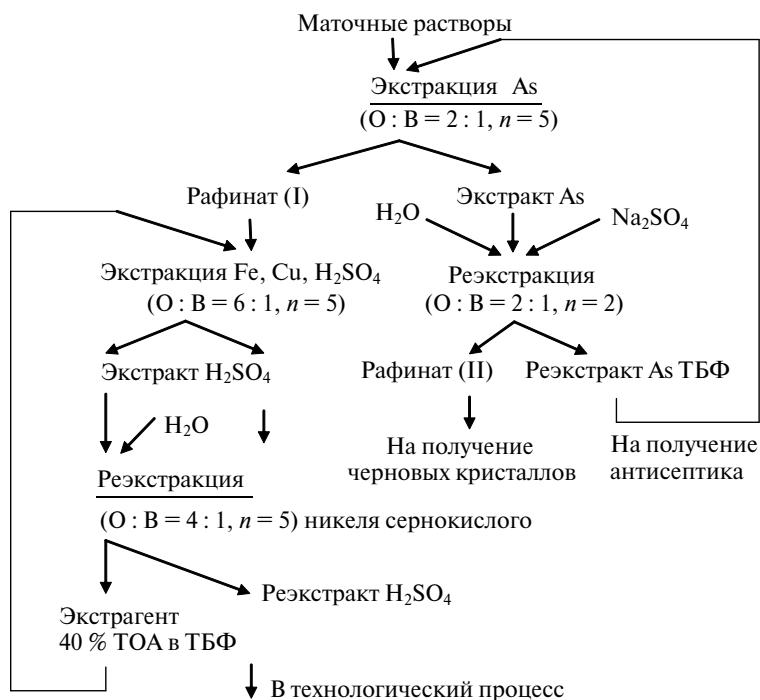 Маточные растворы
Экстракция As
(О : В = 2 : 1, n = 5)
Рафинат (I)
Экстракт As
H₂O
Na₂SO₄
Экстракция Fe, Cu, H₂SO₄
(О : В = 6 : 1, n = 5)
Реэкстракция
(О : В = 2 : 1, n = 2)
Экстракт H₂SO₄
Рафинат (II)
Реэкстракт As ТБФ
H₂O
На получение
черновых кристаллов
На получение
антисептика
Реэкстракция
(О : В = 4 : 1, n = 5) никеля сернокислого
Реэкстракт H₂SO₄
Экстрагент
40 % ТОА в ТБФ
В технологический процесс